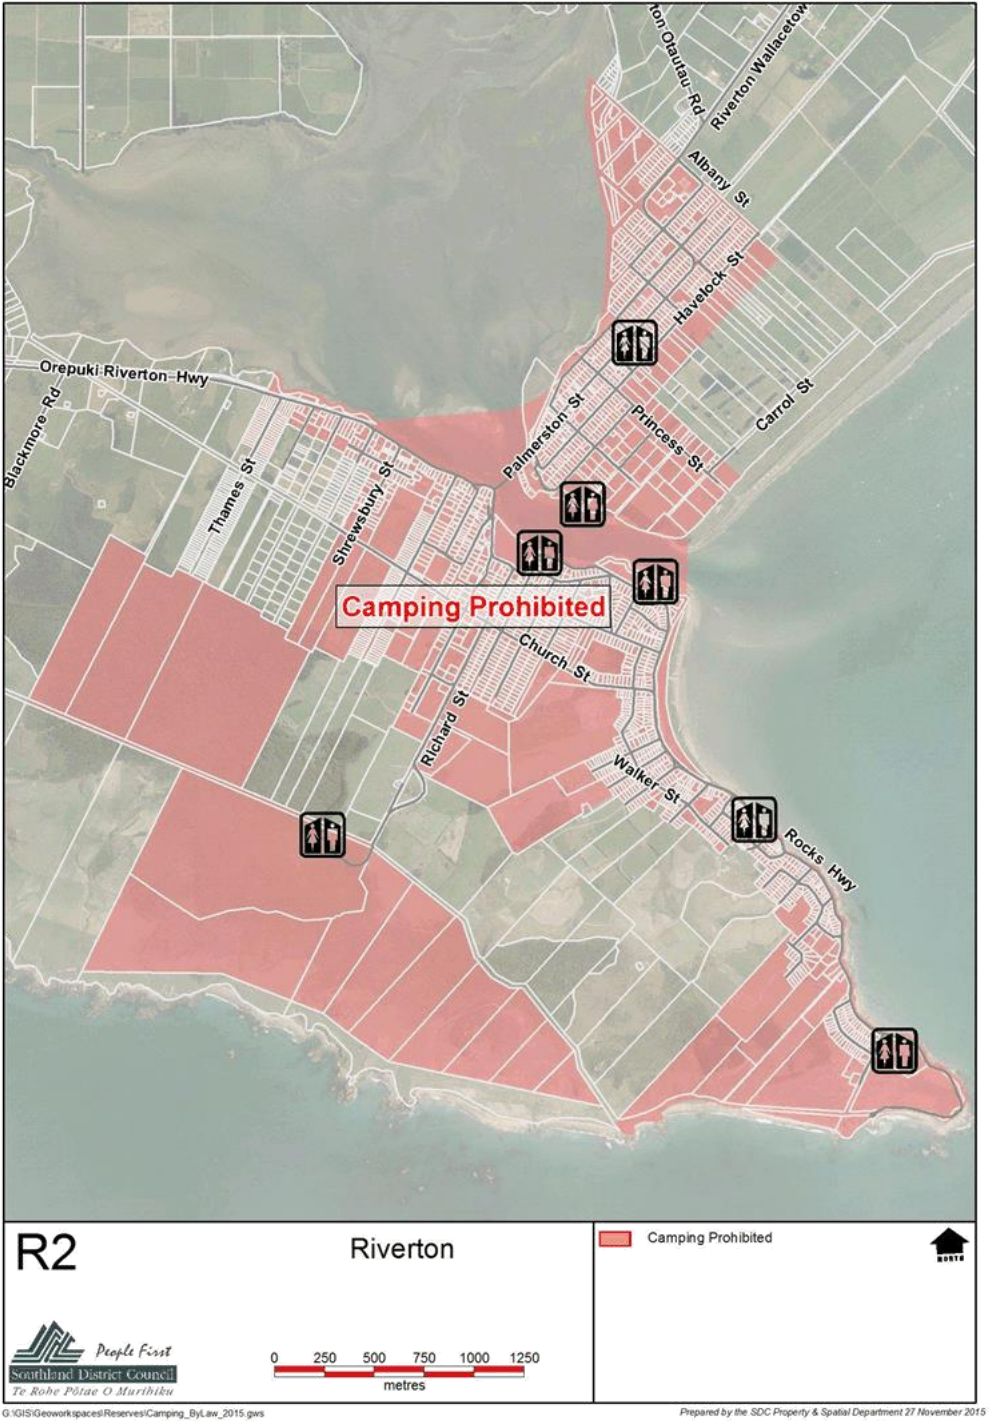 ton Otautau Rd
Riverton Wallacetow
Albany St
Havelock St
Orepuki Riverton Hwy
Blackmore Rd
Carrol St
Palmerston St
Princess St
Thames St
Shrewsbury St
Camping Prohibited
Church St
Richard St
Walker St
Rocks Hwy
R2
Riverton
Camping Prohibited
NORTH
People First
Southland District Council
Te Rohe Pōtae O Murihiku
0 250 500 750 1000 1250
metres
G:\GIS\Geoworkspaces\Reserves\Camping_ByLaw_2015.gws
Prepared by the SDC Property & Spatial Department 27 November 2015